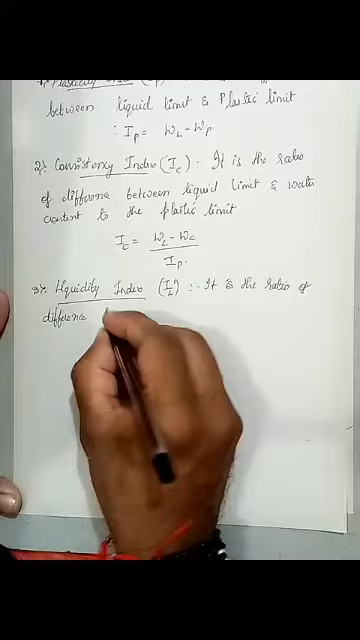 between liquid limit & Plastic limit
∴ Ip = WL - Wp
2). Consistency Index (Ic) :- It is the ratio
of difference between liquid limit & water
content to the plastic limit
Ic = WL - Wc / Ip.
3). Liquidity Index (IL) :- It is the ratio of
difference